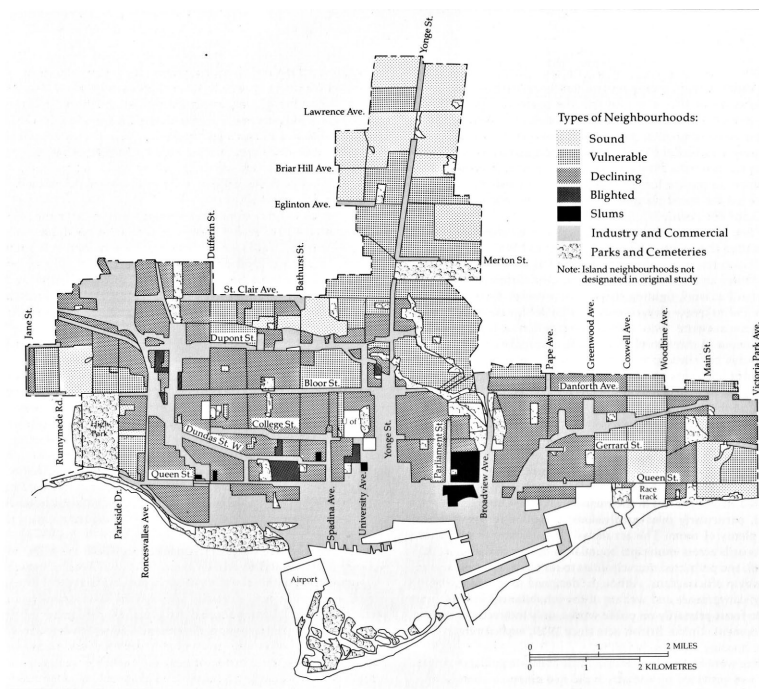 Yonge St.
Lawrence Ave.
Briar Hill Ave.
Eglinton Ave.
Merton St.
Types of Neighbourhoods:
Sound
Vulnerable
Declining
Blighted
Slums
Industry and Commercial
Parks and Cemeteries
Note: Island neighbourhoods not
designated in original study
Dufferin St.
Bathurst St.
St. Clair Ave.
Jane St.
Dupont St.
Bloor St.
Pape Ave.
Greenwood Ave.
Coxwell Ave.
Woodbine Ave.
Main St.
Victoria Park Ave.
Danforth Ave.
Runnymede Rd.
High
Park
College St.
U of T
Dundas St. W.
Yonge St.
Parliament St.
Gerrard St.
Queen St.
Queen St.
Race
track
Parkside Dr.
Roncesvalles Ave.
Spadina Ave.
University Ave.
Broadview Ave.
Airport
0 1 2 MILES
0 1 2 KILOMETRES